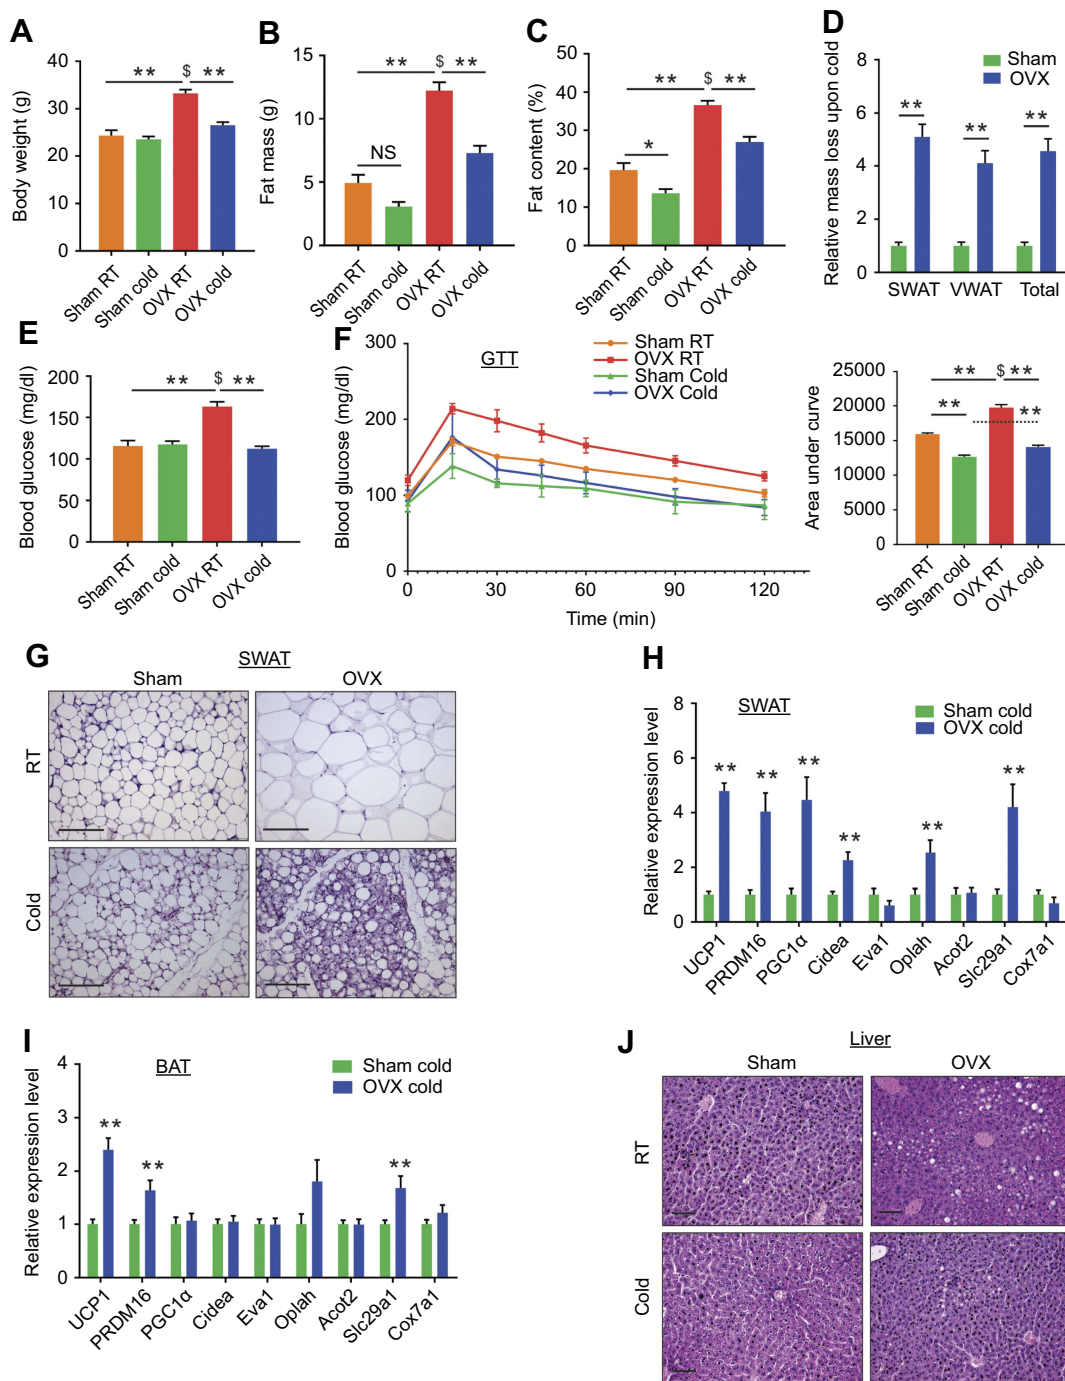 A
Body weight (g)
40
30
20
10
0
** $ **
Sham RT
Sham cold
OVX RT
OVX cold
B
Fat mass (g)
15
10
5
0
** $ **
NS
Sham RT
Sham cold
OVX RT
OVX cold
C
Fat content (%)
50
40
30
20
10
0
** $ **
*
Sham RT
Sham cold
OVX RT
OVX cold
D
Relative mass loss upon cold
8
6
4
2
0
Sham
OVX
** ** **
SWAT VWAT Total
E
Blood glucose (mg/dl)
200
150
100
50
0
** $ **
Sham RT
Sham cold
OVX RT
OVX cold
F
GTT
Blood glucose (mg/dl)
300
200
100
0
Sham RT
OVX RT
Sham Cold
OVX Cold
0 30 60 90 120
Time (min)
Area under curve
25000
20000
15000
10000
5000
0
** $ **
** **
Sham RT
Sham cold
OVX RT
OVX cold
G
SWAT
Sham OVX
RT
Cold
H
SWAT
Sham cold
OVX cold
Relative expression level
8
6
4
2
0
** ** ** ** ** **
UCP1
PRDM16
PGC1α
Cidea
Eva1
Oplah
Acot2
Slc29a1
Cox7a1
I
BAT
Sham cold
OVX cold
Relative expression level
4
3
2
1
0
** ** **
UCP1
PRDM16
PGC1α
Cidea
Eva1
Oplah
Acot2
Slc29a1
Cox7a1
J
Liver
Sham OVX
RT
Cold